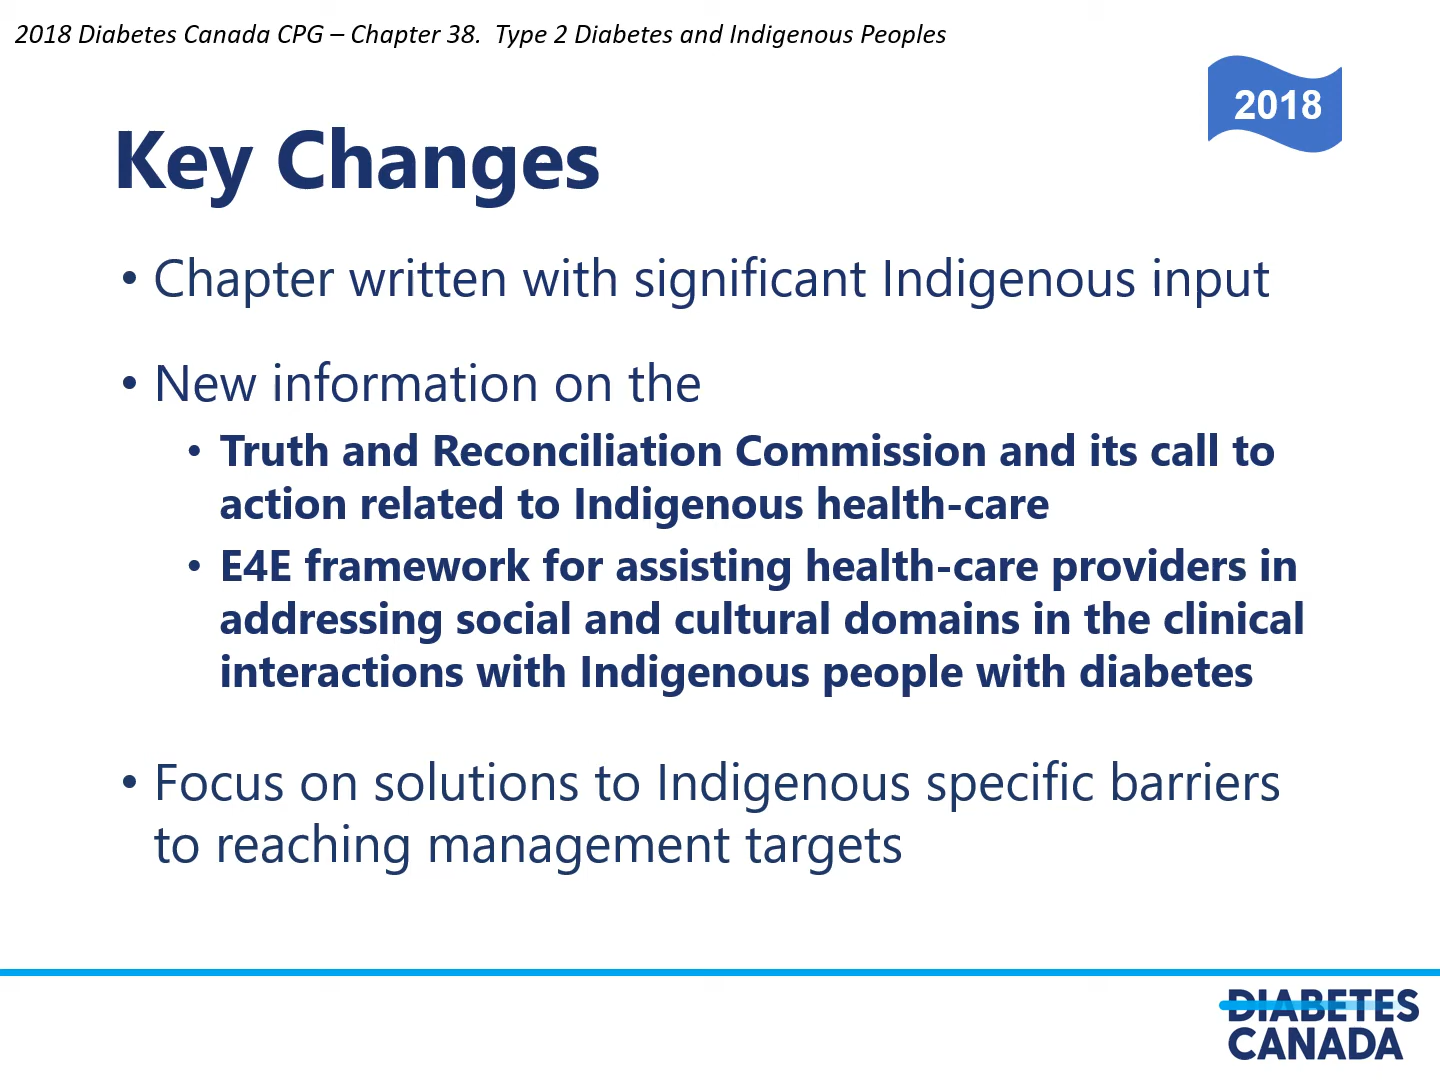 2018 Diabetes Canada CPG – Chapter 38. Type 2 Diabetes and Indigenous Peoples
2018
Key Changes
• Chapter written with significant Indigenous input
• New information on the
• Truth and Reconciliation Commission and its call to
action related to Indigenous health-care
• E4E framework for assisting health-care providers in
addressing social and cultural domains in the clinical
interactions with Indigenous people with diabetes
• Focus on solutions to Indigenous specific barriers
to reaching management targets
DIABETES
CANADA